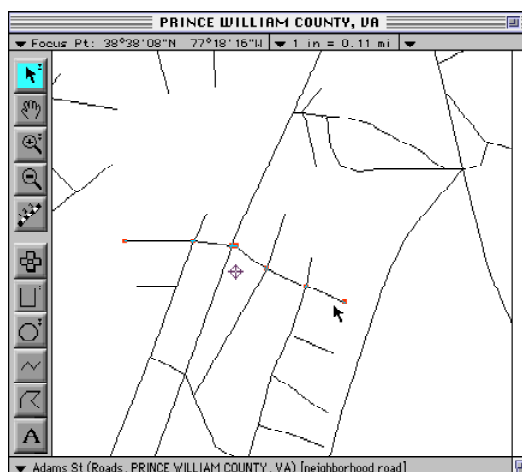 PRINCE WILLIAM COUNTY, VA
Focus Pt: 38°38'08"N 77°18'16"W 1 in = 0.11 mi
A
Adams St (Roads, PRINCE WILLIAM COUNTY, VA) [neighborhood road]